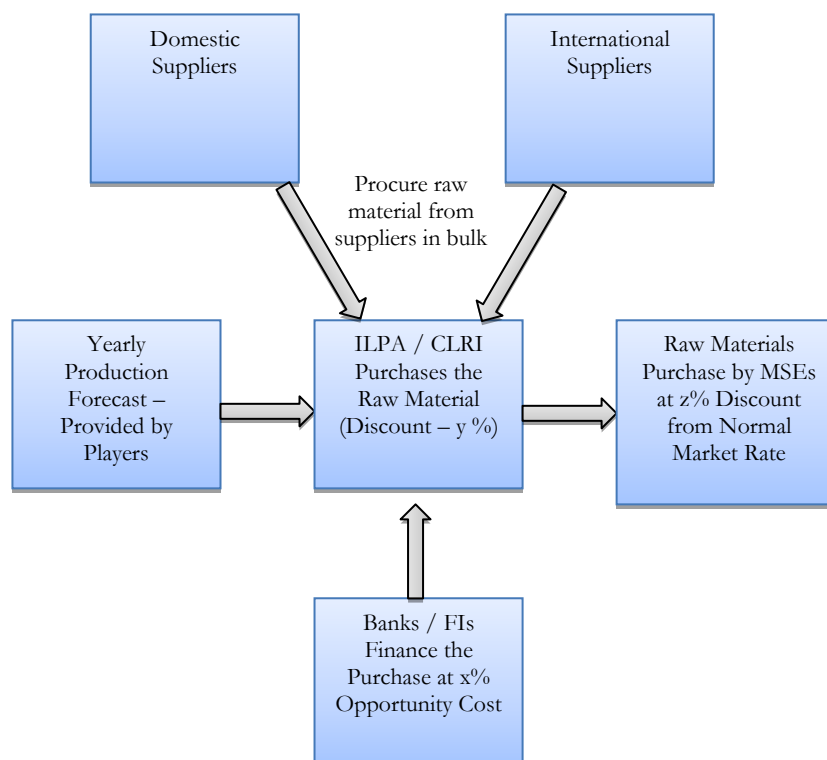 Domestic
Suppliers
International
Suppliers
Procure raw
material from
suppliers in bulk
Yearly
Production
Forecast –
Provided by
Players
ILPA / CLRI
Purchases the
Raw Material
(Discount – y %)
Raw Materials
Purchase by MSEs
at z% Discount
from Normal
Market Rate
Banks / FIs
Finance the
Purchase at x%
Opportunity Cost